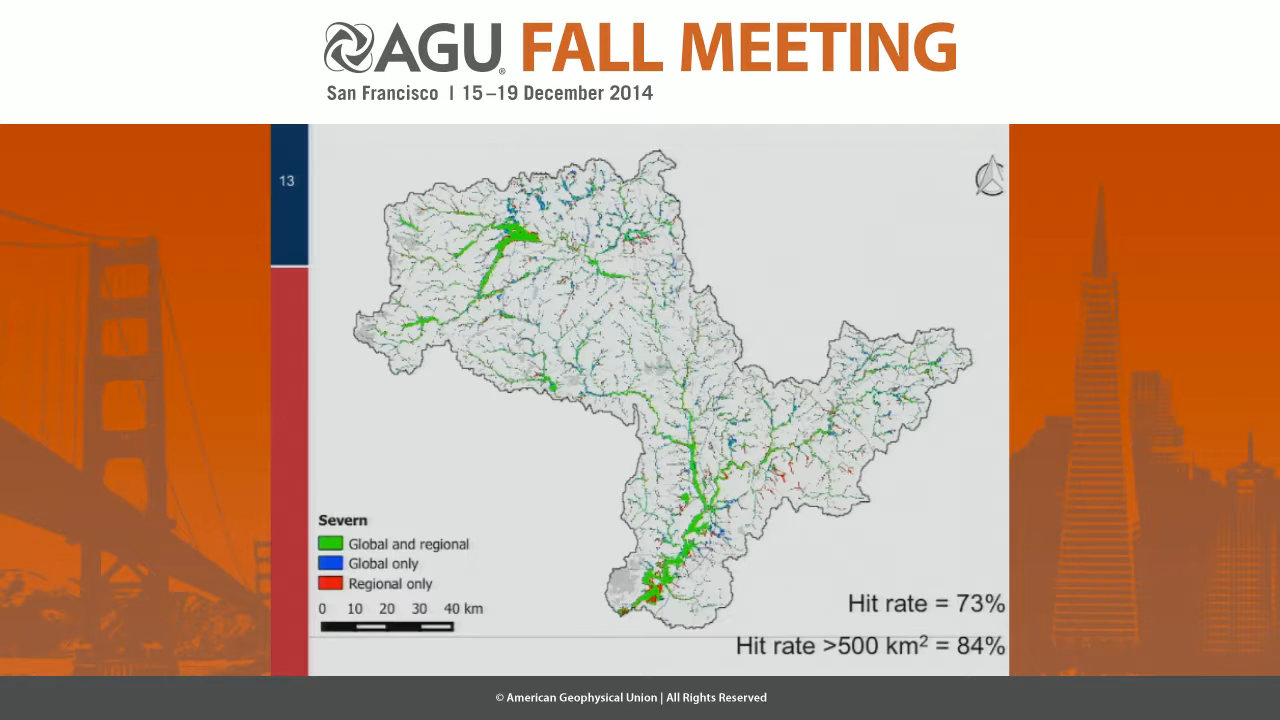 AGU® FALL MEETING
San Francisco | 15–19 December 2014
13
Severn
Global and regional
Global only
Regional only
0 10 20 30 40 km
Hit rate = 73%
Hit rate >500 km² = 84%
© American Geophysical Union | All Rights Reserved